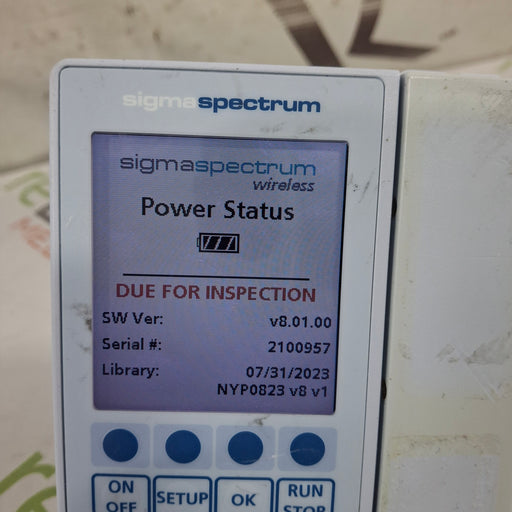 sigmaspectrum
sigmaspectrum
wireless
Power Status
DUE FOR INSPECTION
SW Ver: v8.01.00
Serial #: 2100957
Library: 07/31/2023
NYP0823 v8 v1
ON OFF SETUP OK RUN STOP